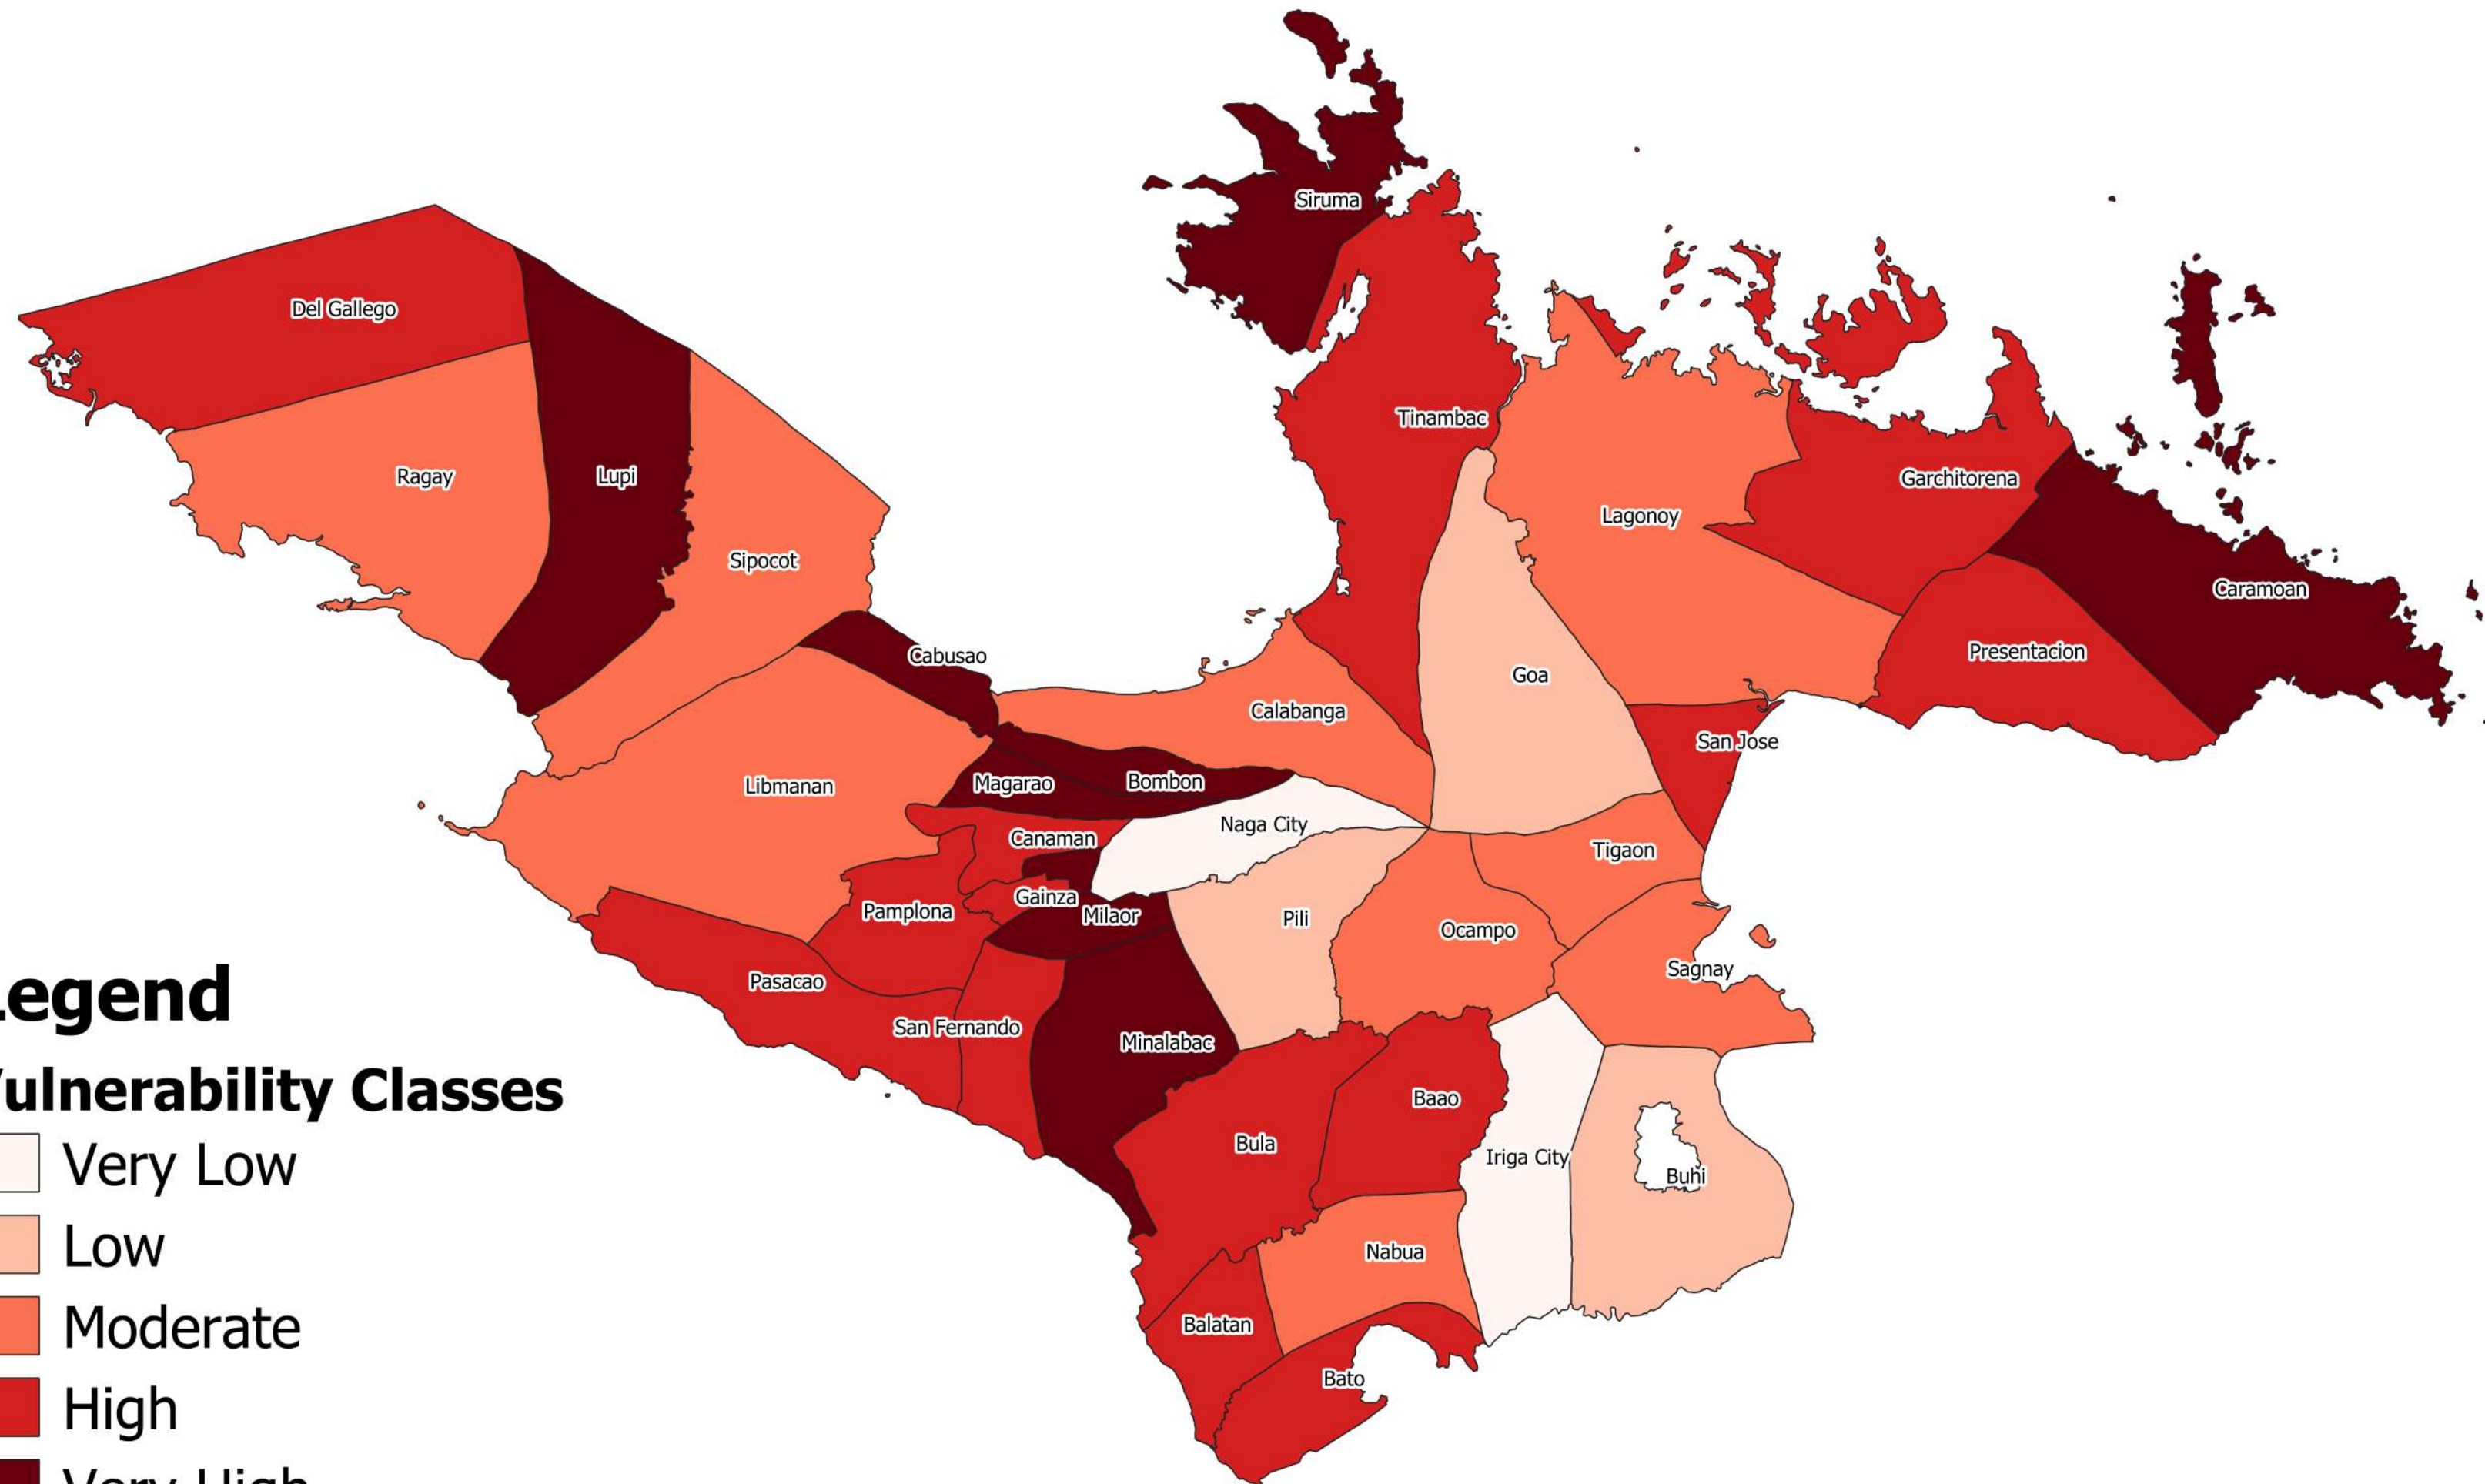 Siruma
Del Gallego
Tinambac
Ragay
Lupi
Garchitorena
Lagonoy
Sipocot
Caramoan
Cabusao
Presentacion
Goa
Calabanga
San Jose
Libmanan
Magarao
Bombon
Naga City
Canaman
Tigaon
Gainza
Pamplona
Milaor
Pili
Ocampo
Sagnay
Pasacao
San Fernando
Minalabac
Baao
Bula
Iriga City
Buhi
Nabua
Balatan
Bato
Legend
Vulnerability Classes
Very Low
Low
Moderate
High
Very High